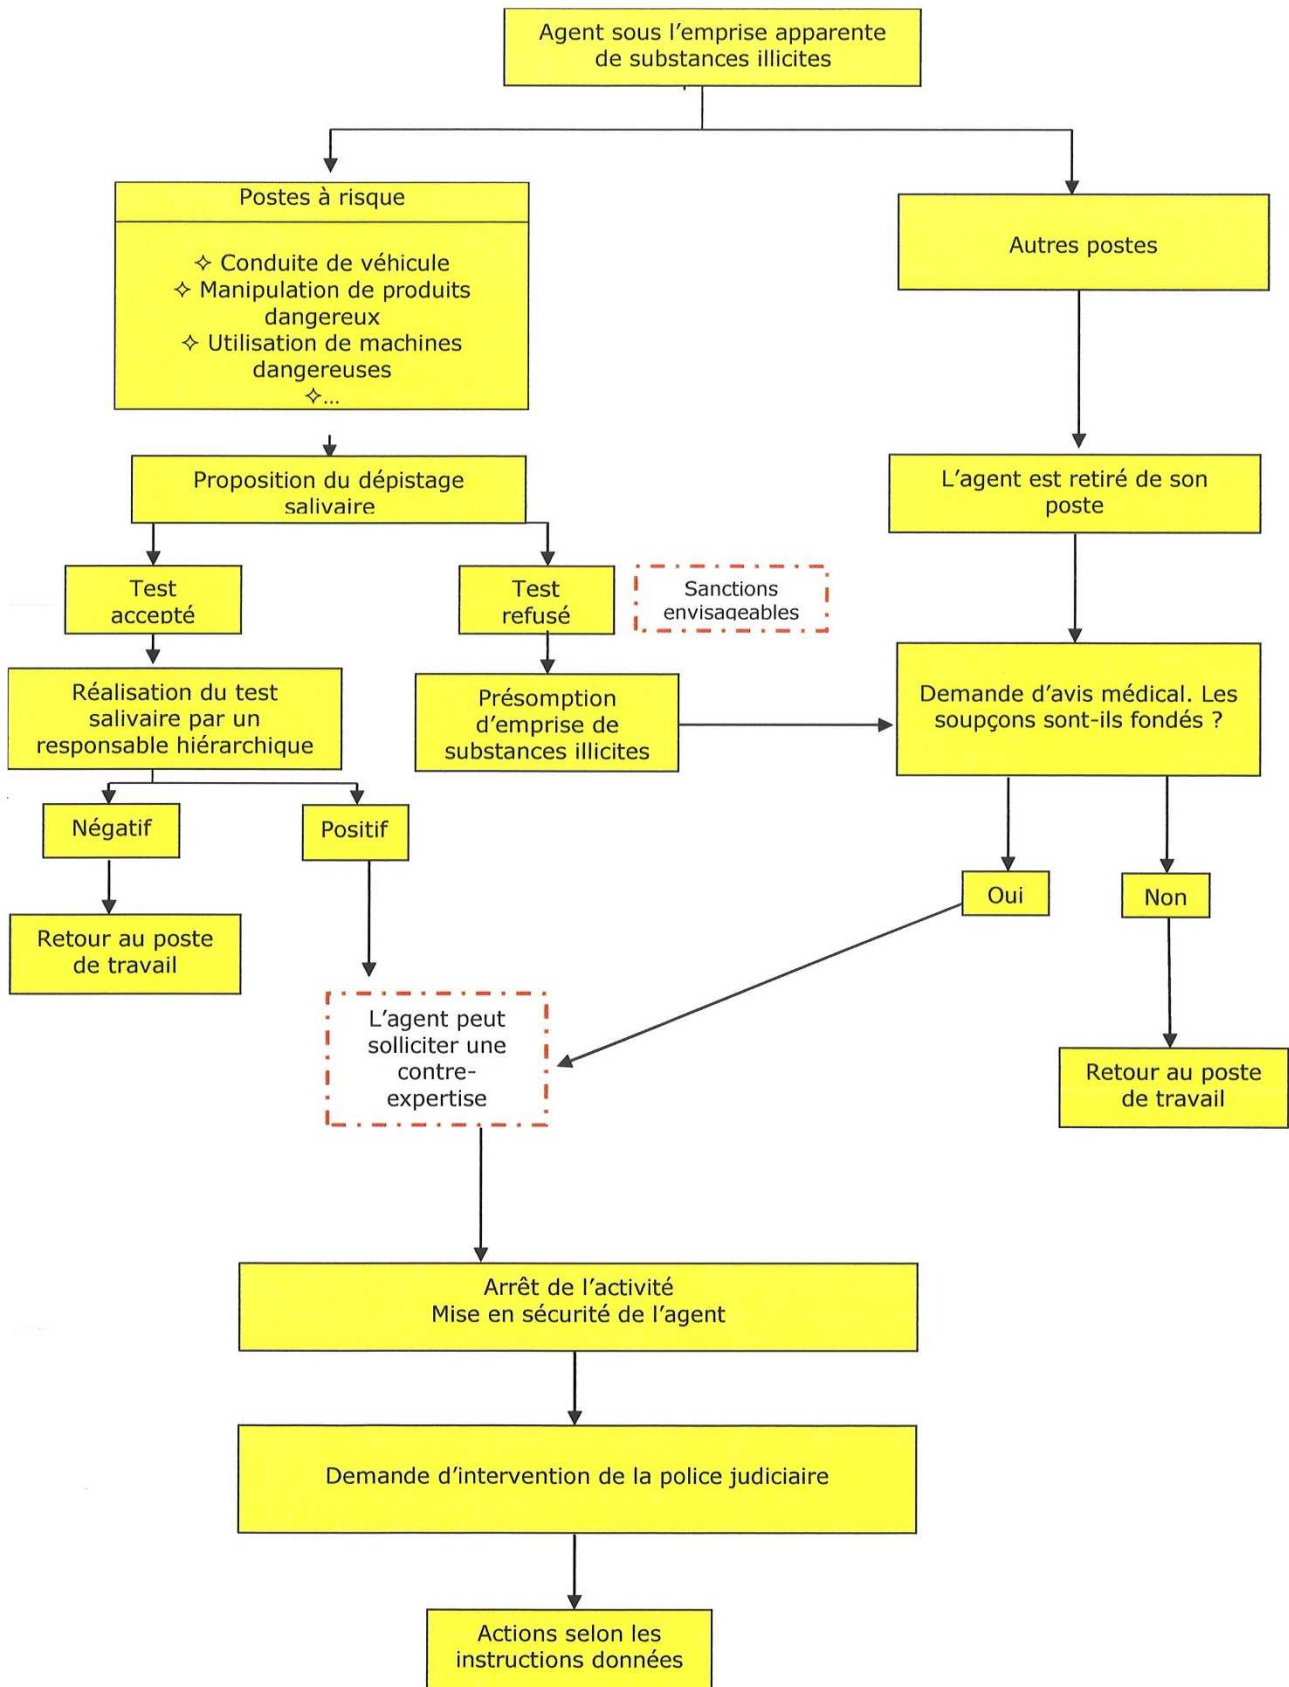 Agent sous l'emprise apparente
de substances illicites
Postes à risque
✧ Conduite de véhicule
✧ Manipulation de produits
dangereux
✧ Utilisation de machines
dangereuses
✧...
Autres postes
Proposition du dépistage
salivaire
L'agent est retiré de son
poste
Test
accepté
Test
refusé
Sanctions
envisageables
Réalisation du test
salivaire par un
responsable hiérarchique
Présomption
d'emprise de
substances illicites
Demande d'avis médical. Les
soupçons sont-ils fondés ?
Négatif
Positif
Oui
Non
Retour au poste
de travail
L'agent peut
solliciter une
contre-
expertise
Retour au poste
de travail
Arrêt de l'activité
Mise en sécurité de l'agent
Demande d'intervention de la police judiciaire
Actions selon les
instructions données